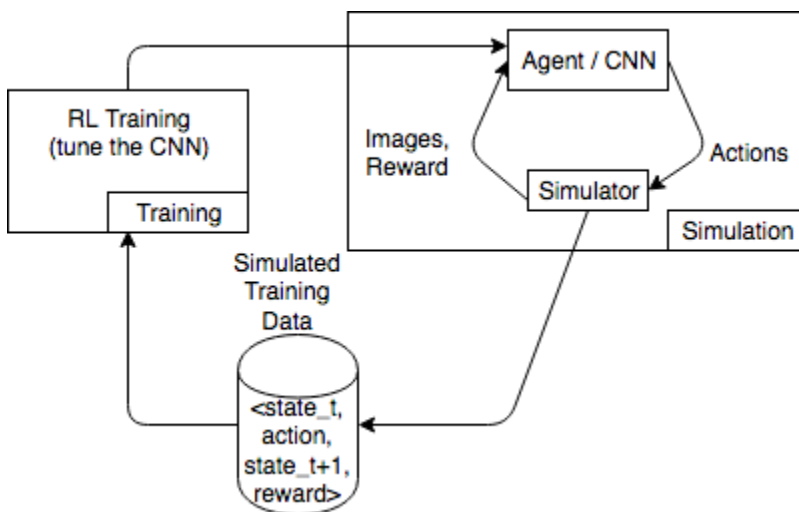 Agent / CNN
RL Training
(tune the CNN)
Images,
Reward
Actions
Simulator
Training
Simulation
Simulated
Training
Data
<state_t,
action,
state_t+1,
reward>